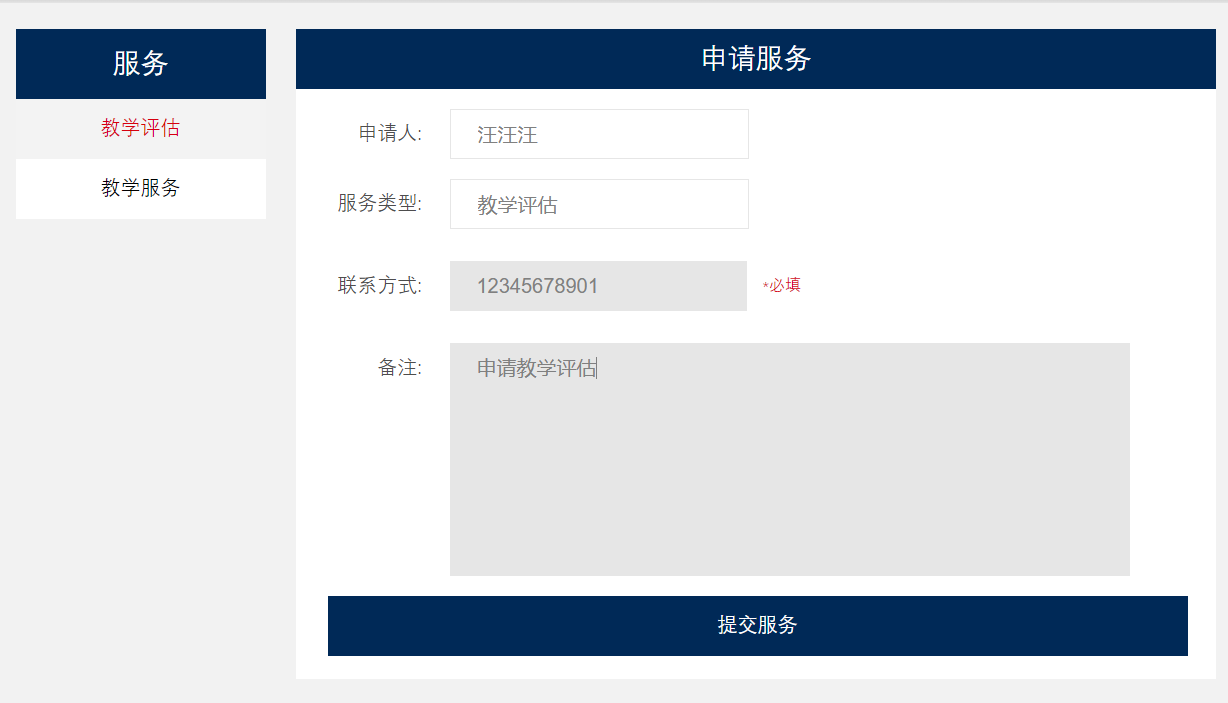 服务
教学评估
教学服务
申请服务
申请人: 汪汪汪
服务类型: 教学评估
联系方式: 12345678901 *必填
备注: 申请教学评估
提交服务